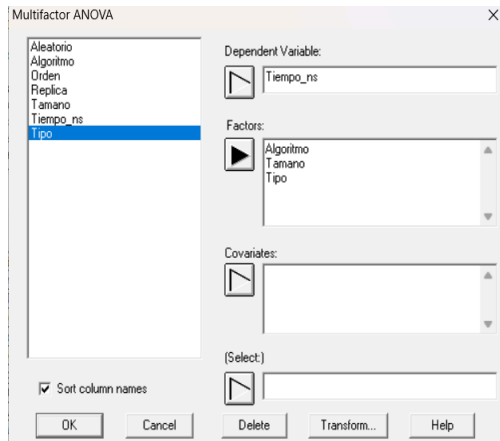 Multifactor ANOVA
Aleatorio
Algoritmo
Orden
Replica
Tamano
Tiempo_ns
Tipo
Dependent Variable:
Tiempo_ns
Factors:
Algoritmo
Tamano
Tipo
Covariates:
(Select:)
Sort column names
OK
Cancel
Delete
Transform...
Help